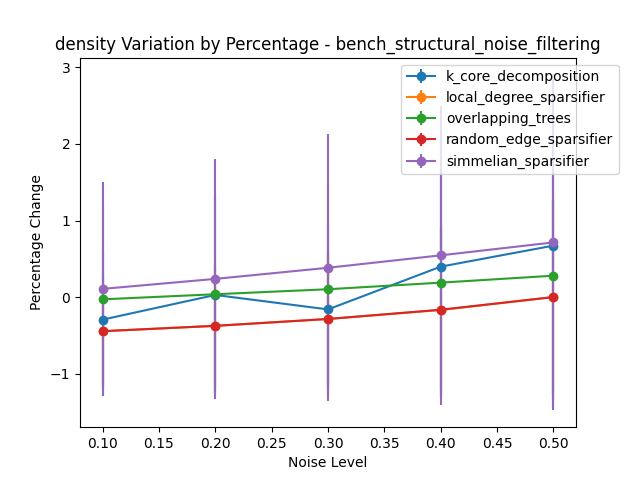 density Variation by Percentage - bench_structural_noise_filtering
3
2
1
0
−1
Percentage Change
k_core_decomposition
local_degree_sparsifier
overlapping_trees
random_edge_sparsifier
simmelian_sparsifier
0.10 0.15 0.20 0.25 0.30 0.35 0.40 0.45 0.50
Noise Level